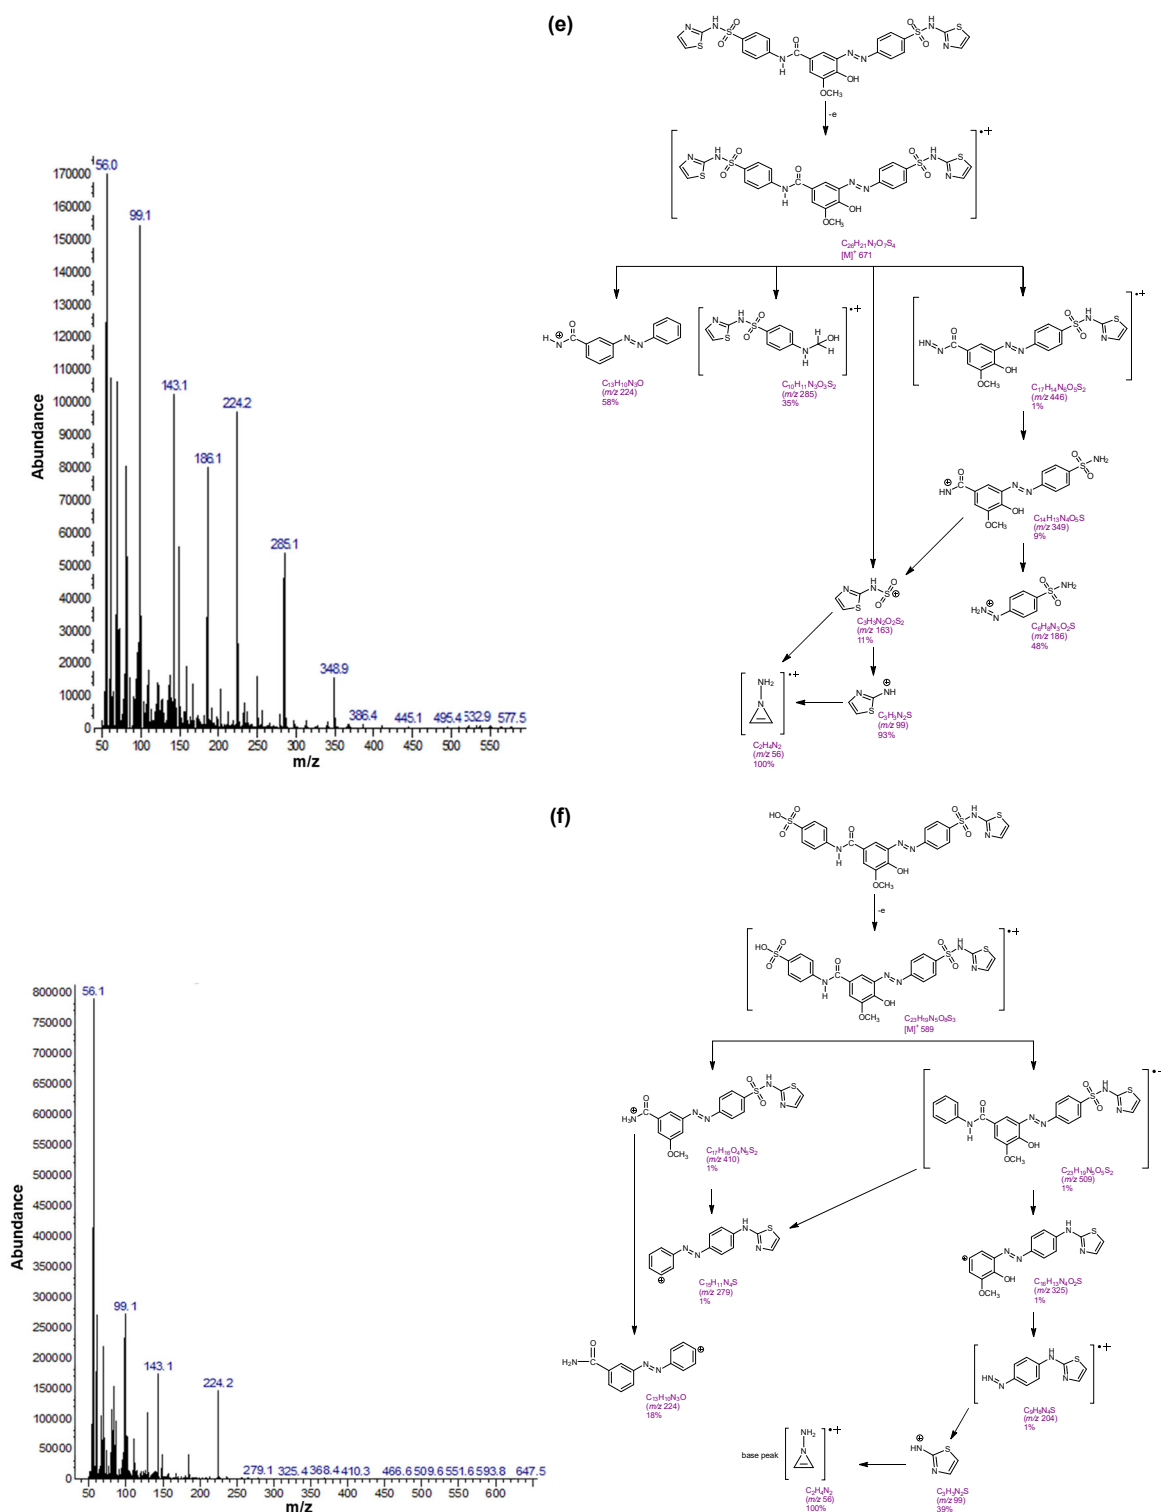 (e)
-e
C26H21N7O7S4
[M]+ 671
C13H10N3O
(m/z 224)
58%
C10H11N3O3S2
(m/z 285)
35%
C17H14N6O5S2
(m/z 446)
1%
C14H13N4O5S
(m/z 349)
9%
C3H3N2O2S2
(m/z 163)
11%
C6H8N3O2S
(m/z 186)
48%
C3H3N2S
(m/z 99)
93%
C2H4N2
(m/z 56)
100%
Abundance
170000
160000
150000
140000
130000
120000
110000
100000
90000
80000
70000
60000
50000
40000
30000
20000
10000
0
56.0
99.1
143.1
224.2
186.1
285.1
348.9
386.4
445.1
495.4
532.9
577.5
50 100 150 200 250 300 350 400 450 500 550
m/z
(f)
-e
C23H19N5O8S3
[M]+ 589
C17H16O4N5S2
(m/z 410)
1%
C23H19N5O5S2
(m/z 509)
1%
C15H11N4S
(m/z 279)
1%
C16H13N4O2S
(m/z 325)
1%
C13H10N3O
(m/z 224)
18%
C9H8N4S
(m/z 204)
1%
base peak
C2H4N2
(m/z 56)
100%
C3H3N2S
(m/z 99)
39%
Abundance
800000
750000
700000
650000
600000
550000
500000
450000
400000
350000
300000
250000
200000
150000
100000
50000
0
56.1
99.1
143.1
224.2
279.1
325.4
368.4
410.3
466.6
509.6
551.6
593.8
647.5
50 100 150 200 250 300 350 400 450 500 550 600
m/z